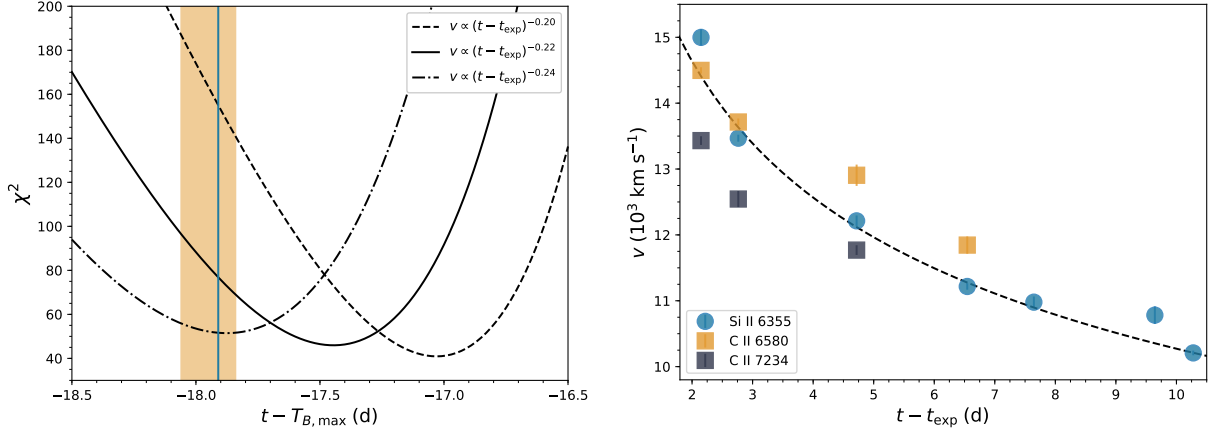 200
180
160
140
120
100
80
60
40
χ²
−18.5
−18.0
−17.5
−17.0
−16.5
t − T_B,max (d)
v ∝ (t − t_exp)^−0.20
v ∝ (t − t_exp)^−0.22
v ∝ (t − t_exp)^−0.24
15
14
13
12
11
10
v (10³ km s⁻¹)
Si II 6355
C II 6580
C II 7234
2
3
4
5
6
7
8
9
10
t − t_exp (d)